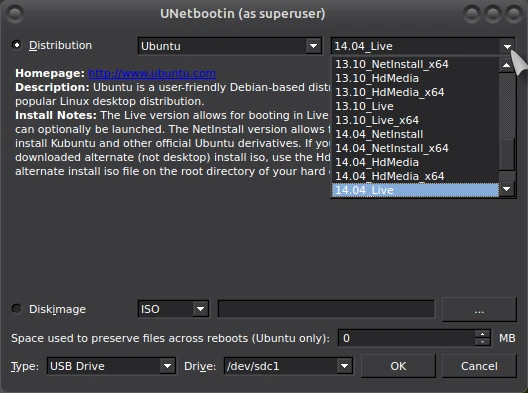 UNetbootin (as superuser)
Distribution Ubuntu 14.04_Live
13.10_NetInstall_x64
13.10_HdMedia
13.10_HdMedia_x64
13.10_Live
13.10_Live_x64
14.04_NetInstall
14.04_NetInstall_x64
14.04_HdMedia
14.04_HdMedia_x64
14.04_Live
Homepage: http://www.ubuntu.com
Description: Ubuntu is a user-friendly Debian-based dist
popular Linux desktop distribution.
Install Notes: The Live version allows for booting in Live
can optionally be launched. The NetInstall version allows
install Kubuntu and other official Ubuntu derivatives. If you
downloaded alternate (not desktop) install iso, use the Hd
alternate install iso file on the root directory of your hard
Diskimage ISO ...
Space used to preserve files across reboots (Ubuntu only): 0 MB
Type: USB Drive Drive: /dev/sdc1 OK Cancel